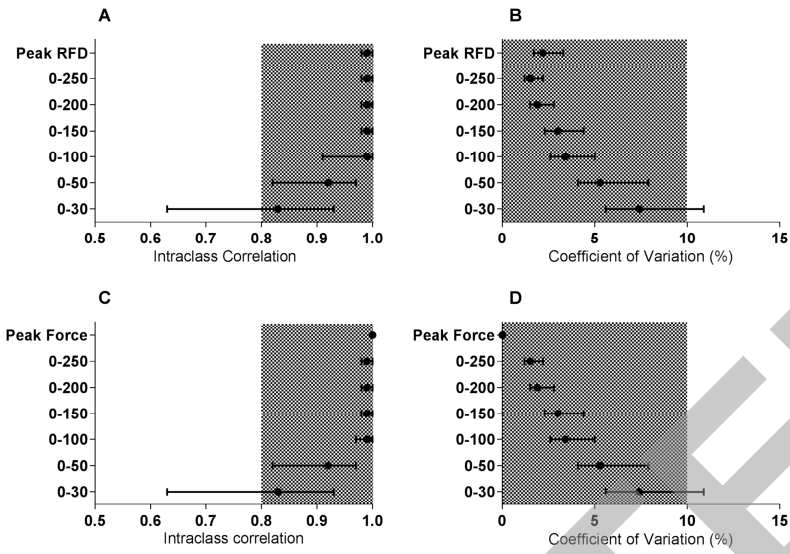 A
Peak RFD
0-250
0-200
0-150
0-100
0-50
0-30
0.5 0.6 0.7 0.8 0.9 1.0
Intraclass Correlation
B
Peak RFD
0-250
0-200
0-150
0-100
0-50
0-30
0 5 10 15
Coefficient of Variation (%)
C
Peak Force
0-250
0-200
0-150
0-100
0-50
0-30
0.5 0.6 0.7 0.8 0.9 1.0
Intraclass correlation
D
Peak Force
0-250
0-200
0-150
0-100
0-50
0-30
0 5 10 15
Coefficient of Variation (%)